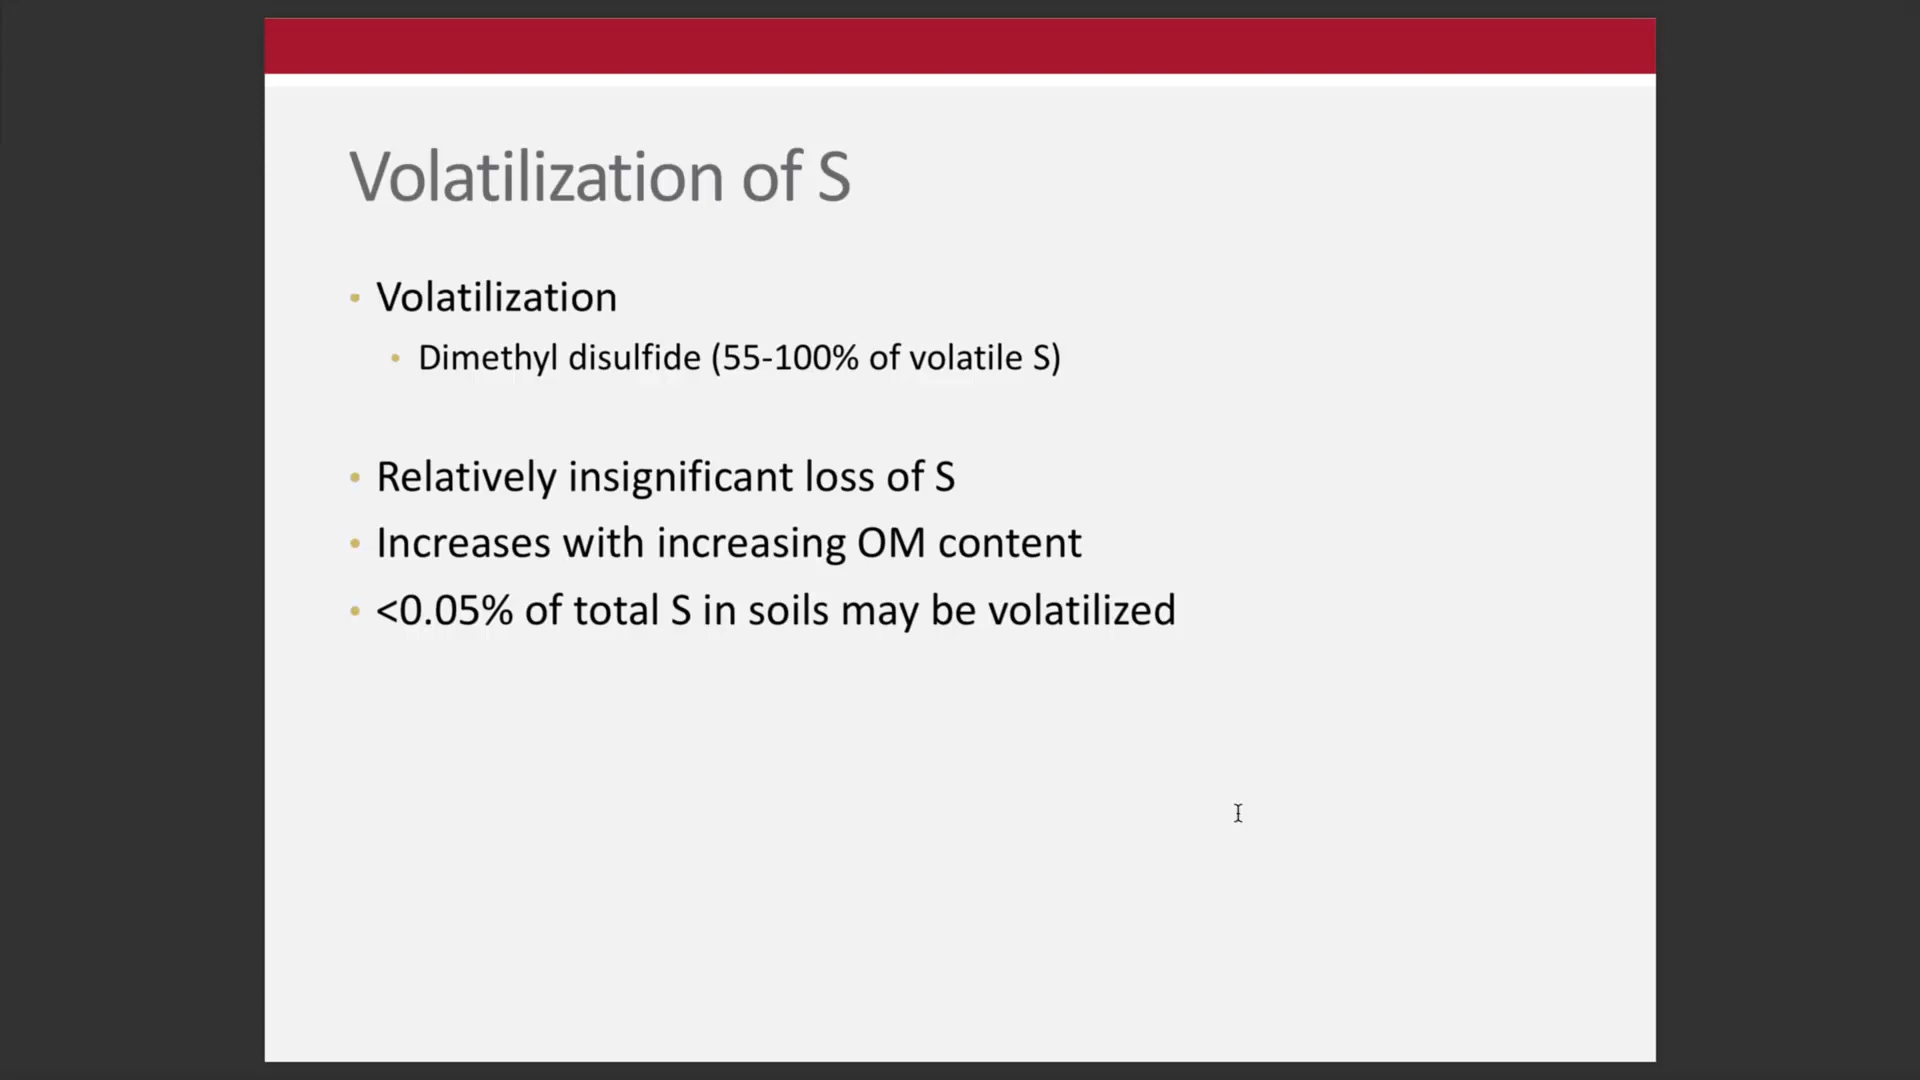 Volatilization of S
• Volatilization
• Dimethyl disulfide (55-100% of volatile S)
• Relatively insignificant loss of S
• Increases with increasing OM content
• <0.05% of total S in soils may be volatilized